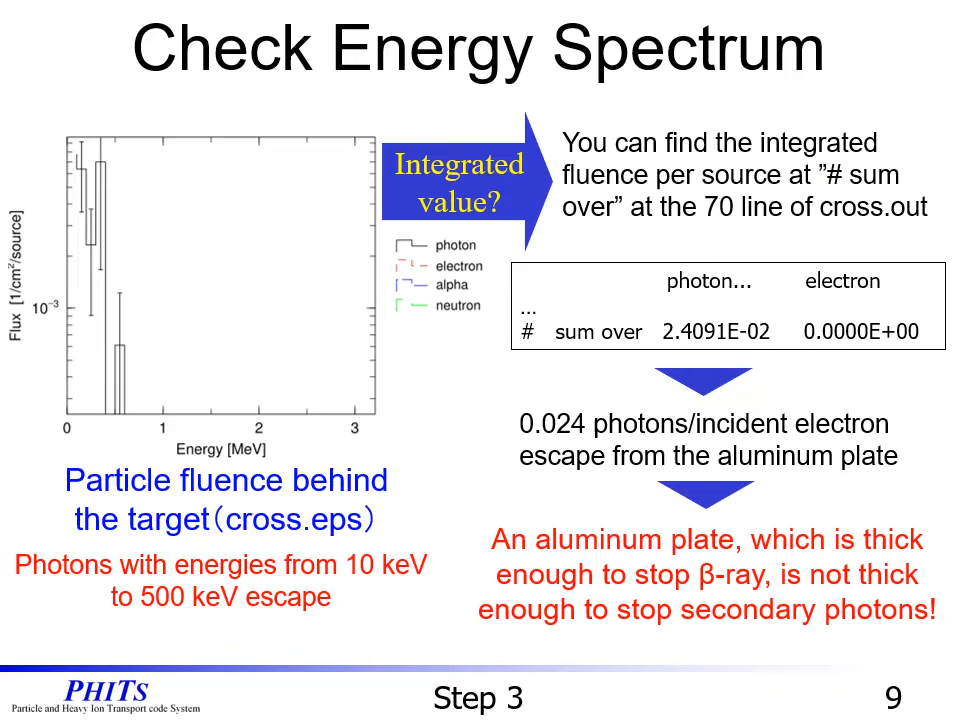 Check Energy Spectrum
Flux [1/cm²/source]
10⁻³
0 1 2 3
Energy [MeV]
Integrated
value?
photon
electron
alpha
neutron
You can find the integrated
fluence per source at ”# sum
over” at the 70 line of cross.out
photon... electron
...
# sum over 2.4091E-02 0.0000E+00
0.024 photons/incident electron
escape from the aluminum plate
Particle fluence behind
the target（cross.eps）
Photons with energies from 10 keV
to 500 keV escape
An aluminum plate, which is thick
enough to stop β-ray, is not thick
enough to stop secondary photons!
PHITS
Particle and Heavy Ion Transport code System
Step 3
9